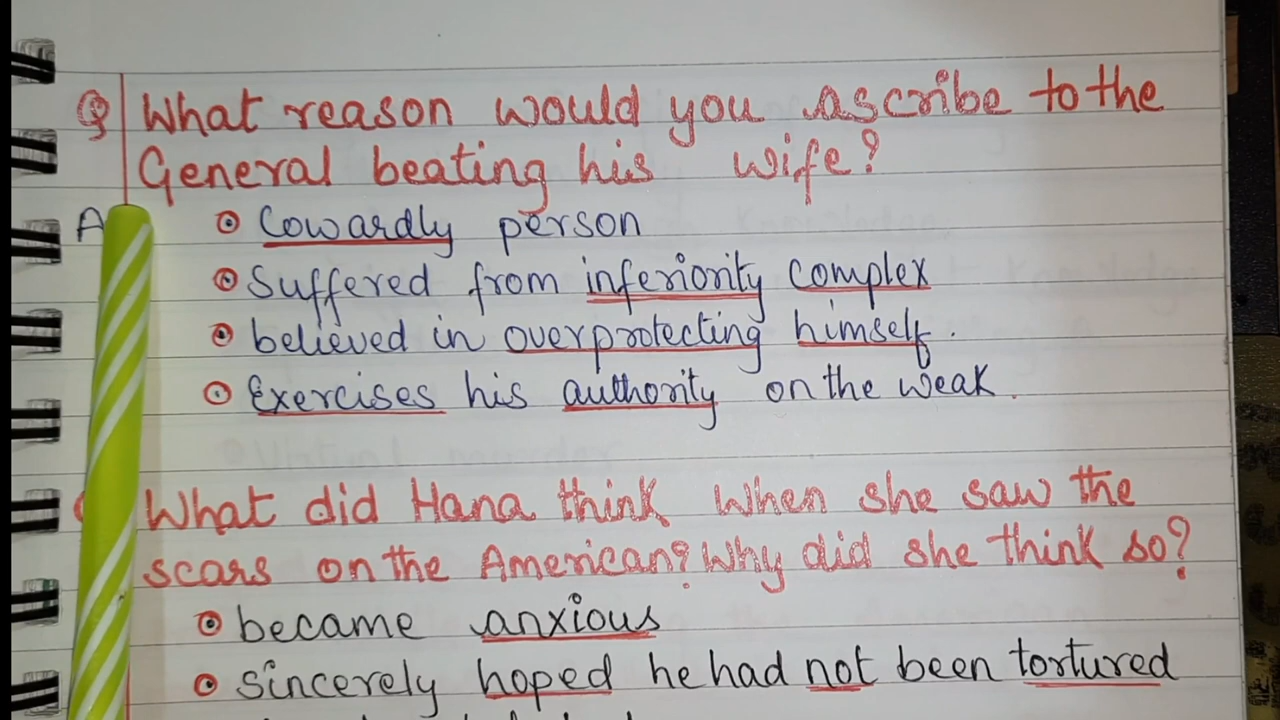 Q What reason would you ascribe to the
General beating his wife?
A Cowardly person
Suffered from inferiority complex
believed in overprotecting himself.
Exercises his authority on the weak.
What did Hana think when she saw the
scars on the American? Why did she think so?
became anxious
sincerely hoped he had not been tortured